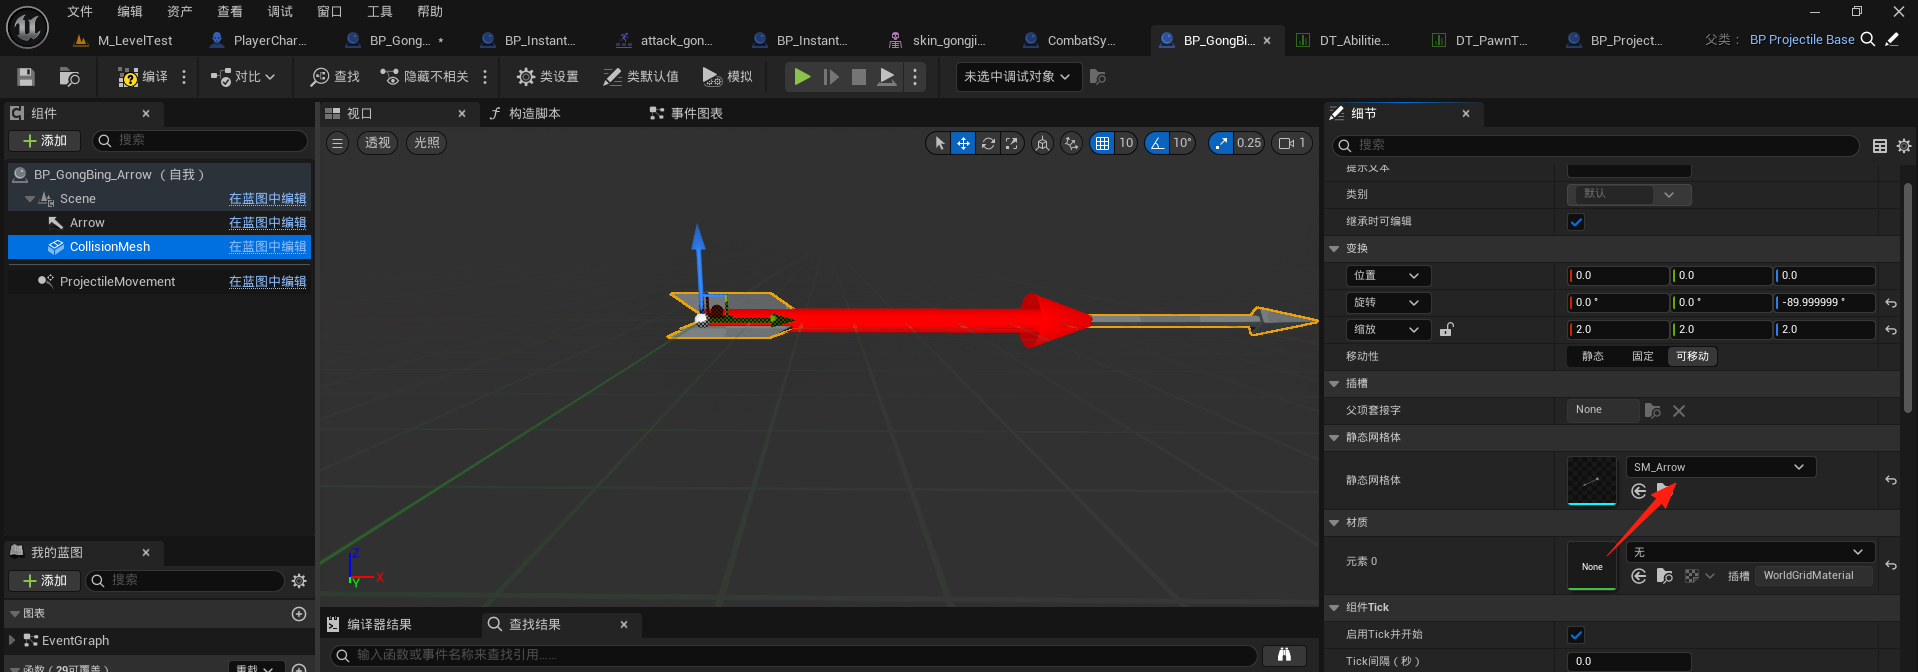 文件 编辑 资产 查看 调试 窗口 工具 帮助
M_LevelTest PlayerChar... BP_Gong... * BP_Instant... attack_gon... BP_Instant... skin_gongji... CombatSy... BP_GongBi... DT_Abilitie... DT_PawnT... BP_Project... 父类： BP Projectile Base
编译 对比 查找 隐藏不相关 类设置 类默认值 模拟 未选中调试对象
组件
添加 搜索
BP_GongBing_Arrow （自我）
Scene 在蓝图中编辑
Arrow 在蓝图中编辑
CollisionMesh 在蓝图中编辑
ProjectileMovement 在蓝图中编辑
我的蓝图
添加 搜索
图表
EventGraph
函数（29可覆盖） 重载
视口 构造脚本 事件图表
透视 光照 10 10° 0.25 1
Z
X
Y
编译器结果 查找结果
输入函数或事件名称来查找引用......
细节
搜索
提示文本
类别 默认
继承时可编辑
变换
位置 0.0 0.0 0.0
旋转 0.0 ° 0.0 ° -89.999999 °
缩放 2.0 2.0 2.0
移动性 静态 固定 可移动
插槽
父项套接字 None
静态网格体
静态网格体 SM_Arrow
材质
元素 0 None 无
插槽 WorldGridMaterial
组件Tick
启用Tick并开始
Tick间隔（秒） 0.0